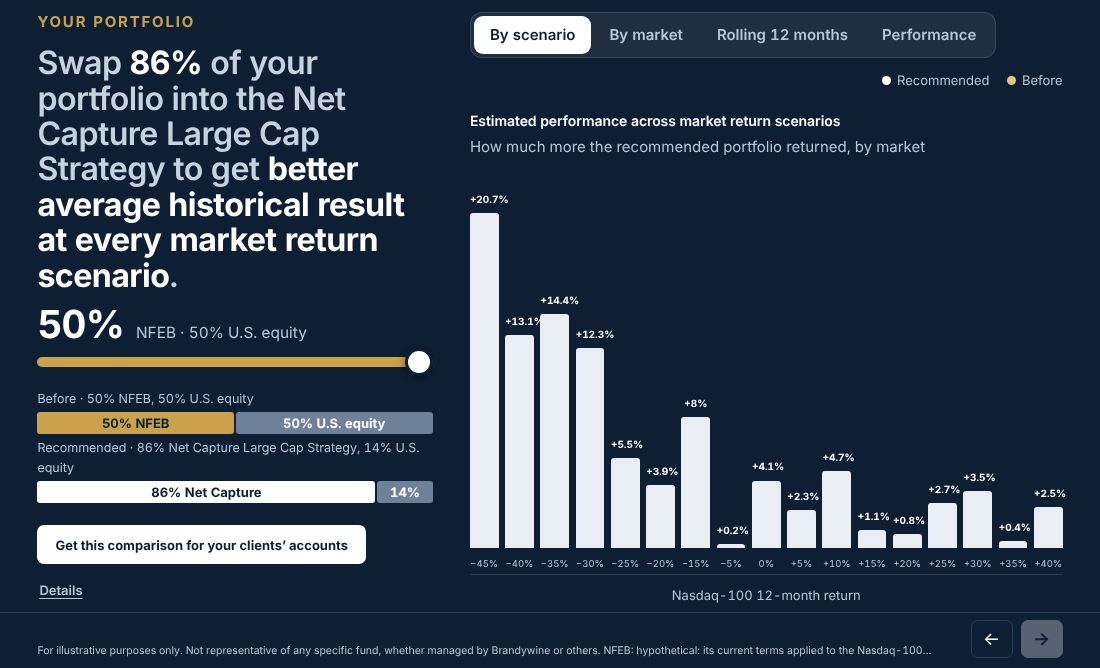 YOUR PORTFOLIO
Swap 86% of your
portfolio into the Net
Capture Large Cap
Strategy to get better
average historical result
at every market return
scenario.
50% NFEB · 50% U.S. equity
Before · 50% NFEB, 50% U.S. equity
50% NFEB 50% U.S. equity
Recommended · 86% Net Capture Large Cap Strategy, 14% U.S.
equity
86% Net Capture 14%
Get this comparison for your clients’ accounts
Details
By scenario By market Rolling 12 months Performance
Recommended Before
Estimated performance across market return scenarios
How much more the recommended portfolio returned, by market
+20.7% +13.1% +14.4% +12.3% +5.5% +3.9% +8% +0.2% +4.1% +2.3% +4.7% +1.1% +0.8% +2.7% +3.5% +0.4% +2.5%
−45% −40% −35% −30% −25% −20% −15% −5% 0% +5% +10% +15% +20% +25% +30% +35% +40%
Nasdaq-100 12-month return
For illustrative purposes only. Not representative of any specific fund, whether managed by Brandywine or others. NFEB: hypothetical: its current terms applied to the Nasdaq-100...
← →